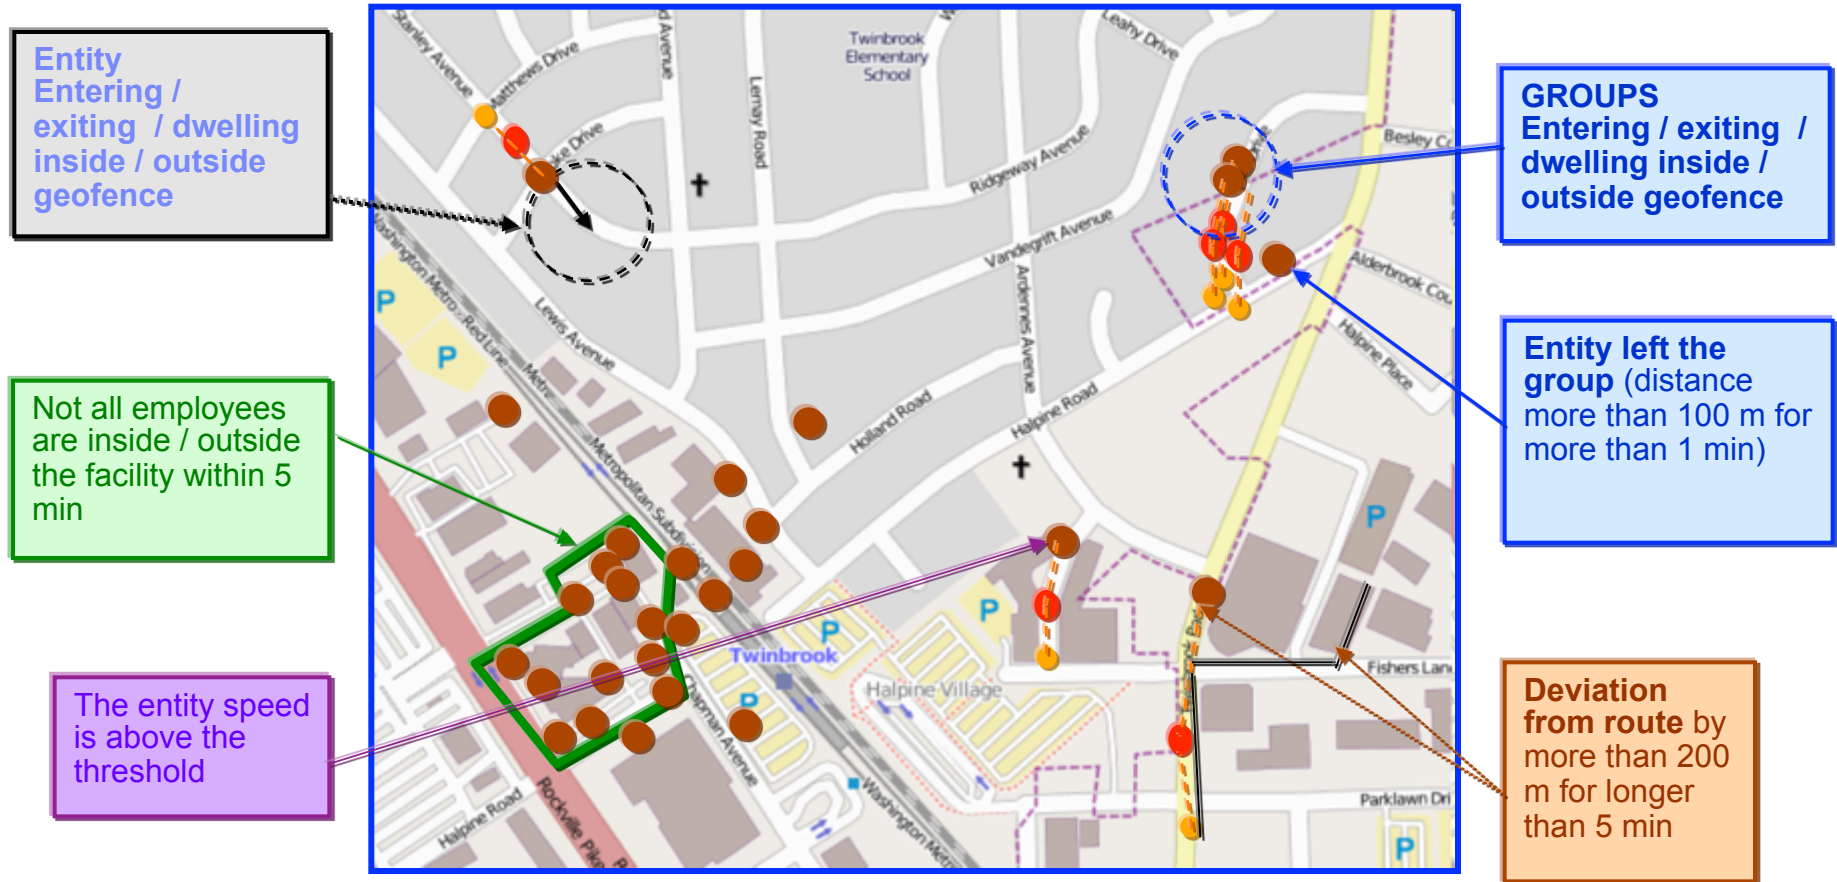 Entity
Entering /
exiting / dwelling
inside / outside
geofence
Not all employees
are inside / outside
the facility within 5
min
The entity speed
is above the
threshold
Stanley Avenue
Matthews Drive
Lemay Road
Twinbrook
Elementary
School
Leahy Drive
Ridgeway Avenue
Vandegrift Avenue
Ardennes Avenue
Besley
Alderbrook
Halpine Place
Washington Metro - Red Line
Lewis Avenue
Metro
Metropolitan Subdivision
Holland Road
Halpine Road
P
P
P
P
P
P
P
Twinbrook
Halpine Village
Fishers
Chapman Avenue
Halpine Road
Rockville Pike
Washington
Parklawn
GROUPS
Entering / exiting /
dwelling inside /
outside geofence
Entity left the
group (distance
more than 100 m for
more than 1 min)
Deviation
from route by
more than 200
m for longer
than 5 min